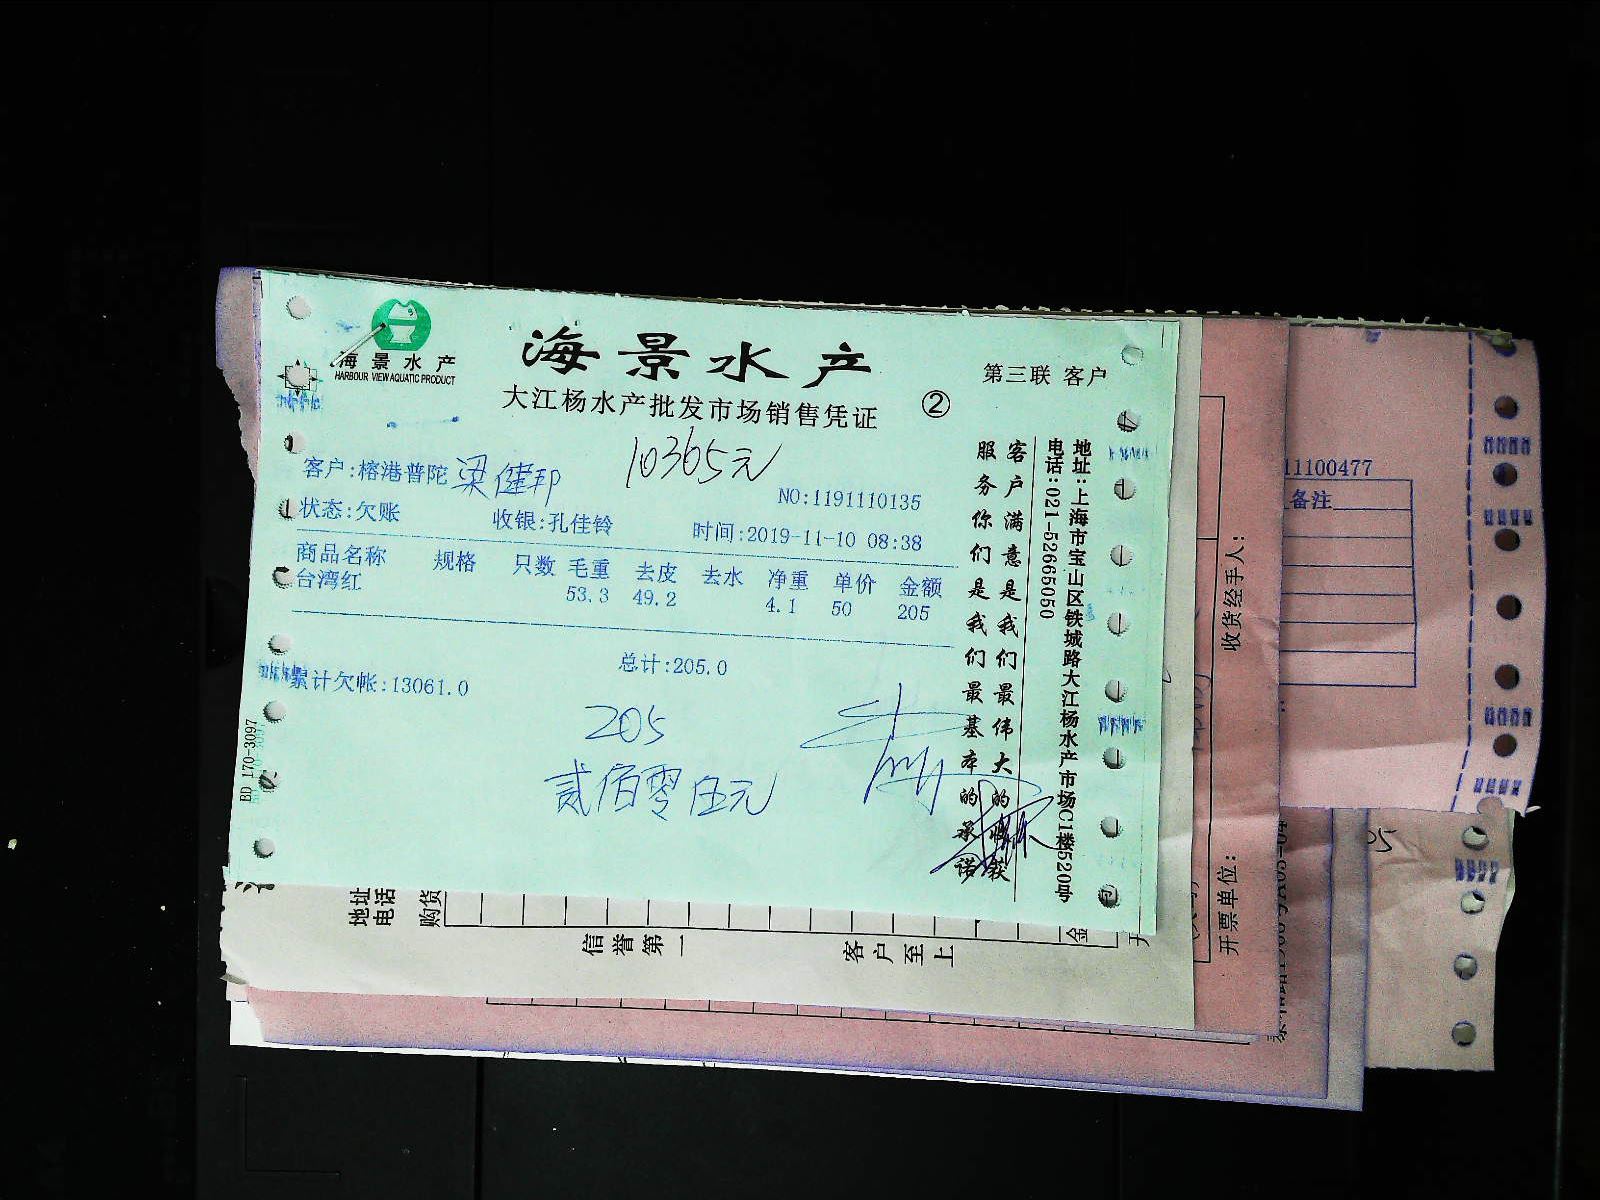 海景水产
HARBOUR VIEW AQUATIC PRODUCT
海景水产
大江杨水产批发市场销售凭证
②
第三联 客户
10365元
客户:榕港普陀 梁健邦
NO:1191110135
状态:欠账 收银:孔佳铃 时间:2019-11-10 08:38
商品名称 规格 只数 毛重 去皮 去水 净重 单价 金额
台湾红 53.3 49.2 4.1 50 205
总计:205.0
累计欠帐:13061.0
205
贰佰零伍元
BD 170-3097
客户满意是我们最伟大的收获
服务你们是我们最基本的承诺
地址:上海市宝山区铁城路大江杨水产市场C1楼520号
电话:021-52665050
地址
电话
购货
信誉第一
客户至上
金
收货经手人:
开票单位:
11100477
备注